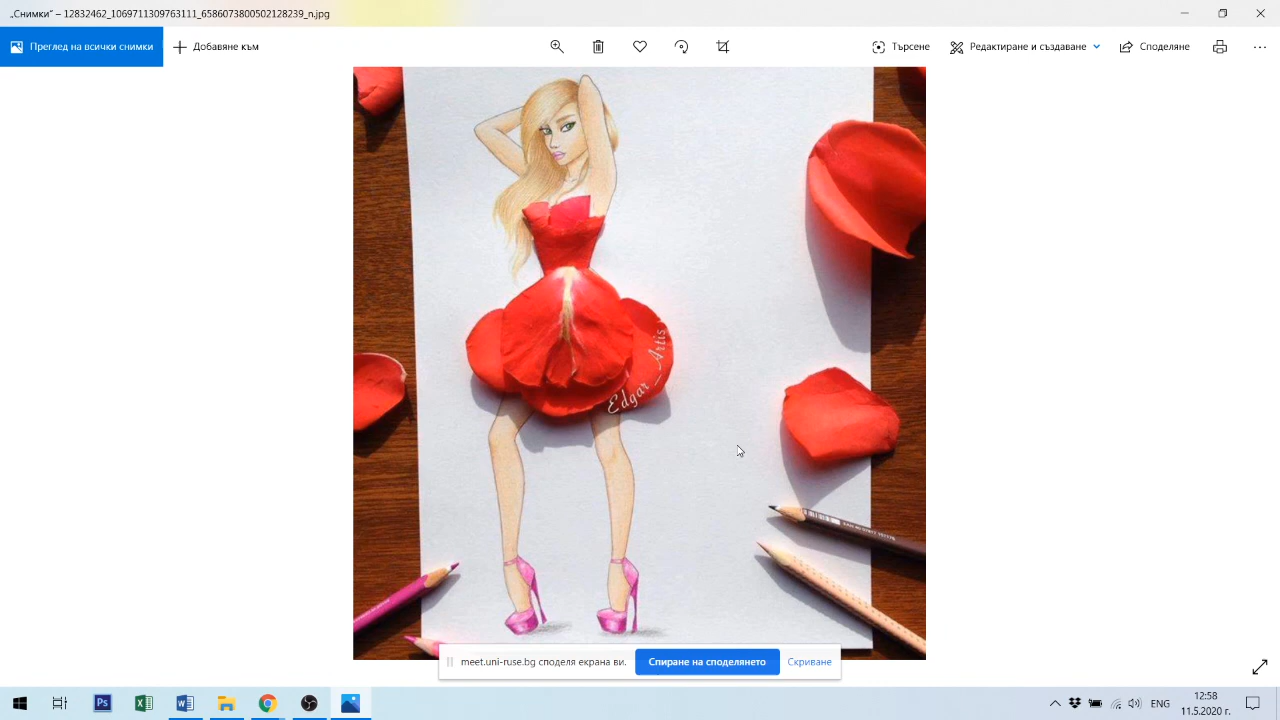 „Снимки“ – 12832462_1069711309763111_6586073800502128239_n.jpg
Преглед на всички снимки
Добавяне към
Търсене
Редактиране и създаване
Споделяне
Edgar_Artis
meet.uni-ruse.bg споделя екрана ви.
Спиране на споделянето
Скриване
Ps
ENG
12:58
11.5.2020 г.